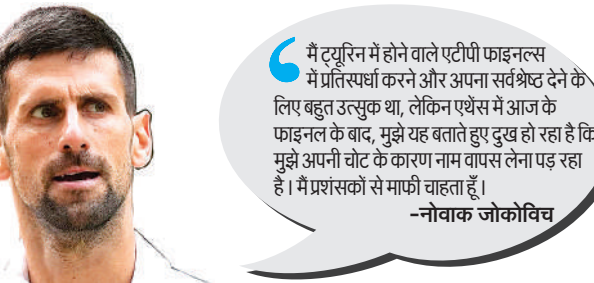 मैं ट्यूरिन में होने वाले एटीपी फाइनल्स
में प्रतिस्पर्धा करने और अपना सर्वश्रेष्ठ देने के
लिए बहुत उत्सुक था, लेकिन एथेंस में आज के
फाइनल के बाद, मुझे यह बताते हुए दुख हो रहा है कि
मुझे अपनी चोट के कारण नाम वापस लेना पड़ रहा
है। मैं प्रशंसकों से माफी चाहता हूँ।
-नोवाक जोकोविच